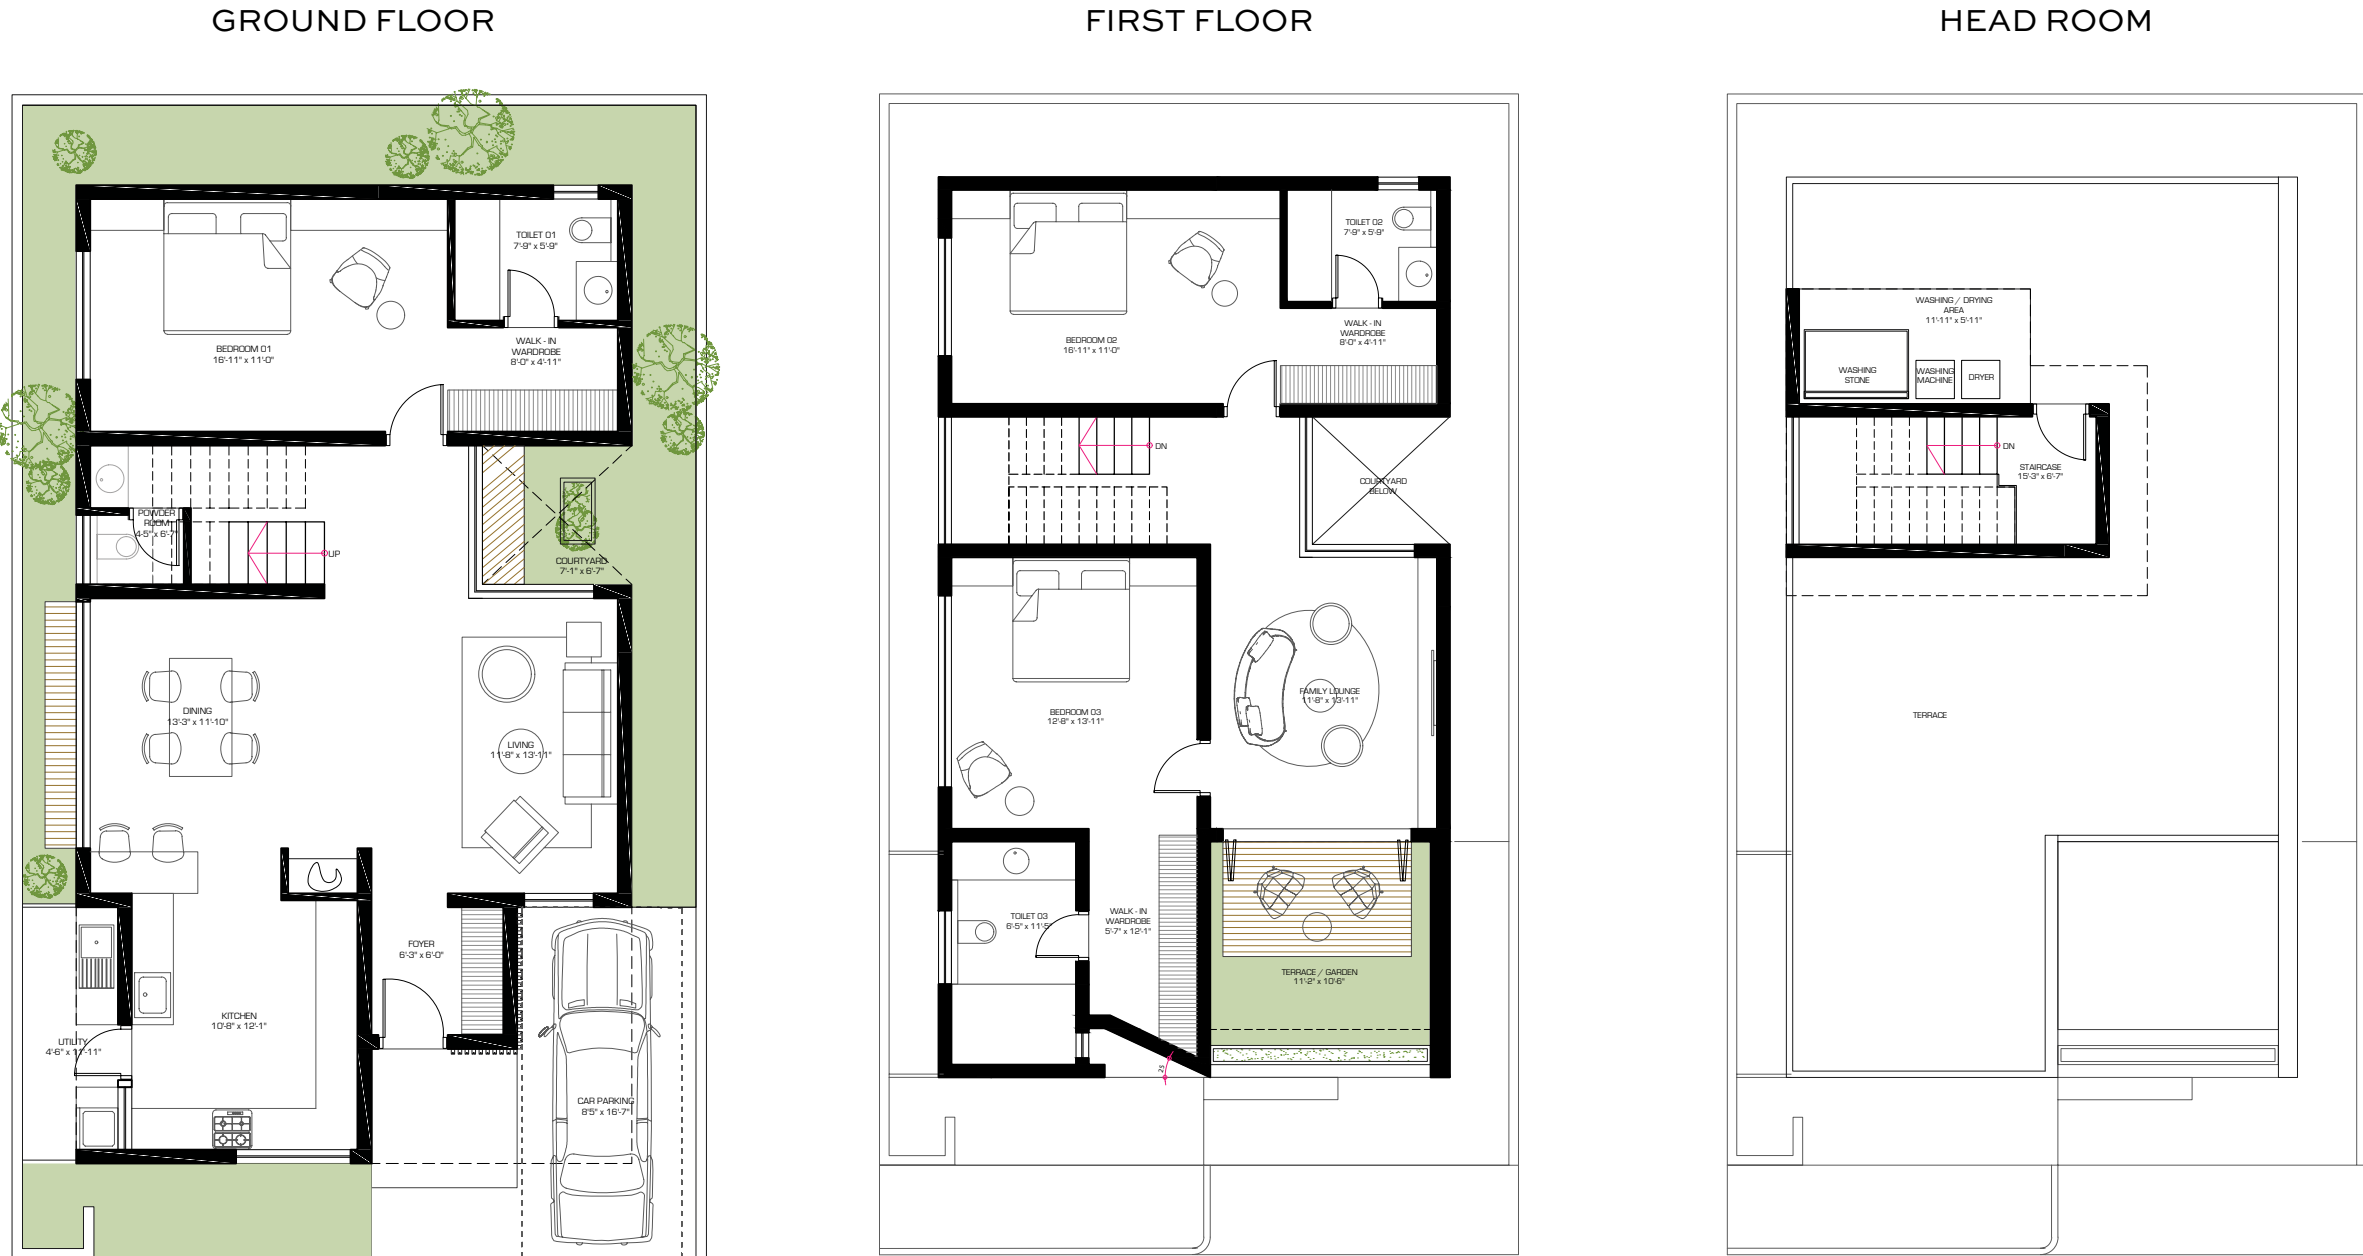 GROUND FLOOR
TOILET 01
7'-9" x 5'-9"
BEDROOM 01
16'-11" x 11'-0"
WALK - IN
WARDROBE
8'-0" x 4'-11"
POWDER
ROOM
4'-5" x 6'-7"
UP
COURTYARD
7'-1" x 6'-7"
DINING
13'-3" x 11'-10"
LIVING
11'-8" x 13'-11"
FOYER
6'-3" x 6'-0"
KITCHEN
10'-8" x 12'-1"
UTILITY
4'-6" x 11'-11"
CAR PARKING
8'5" x 16'-7"
FIRST FLOOR
TOILET 02
7'-9" x 5'-9"
BEDROOM 02
16'-11" x 11'-0"
WALK - IN
WARDROBE
8'-0" x 4'-11"
DN
COURTYARD
BELOW
BEDROOM 03
12'-8" x 13'-11"
FAMILY LOUNGE
11'-8" x 13'-11"
TOILET 03
6'-5" x 11'-5"
WALK - IN
WARDROBE
5'-7" x 12'-1"
TERRACE / GARDEN
11'-2" x 10'-6"
25
HEAD ROOM
WASHING / DRYING
AREA
11'-11" x 5'-11"
WASHING
STONE
WASHING
MACHINE
DRYER
DN
STAIRCASE
15'-3" x 6'-7"
TERRACE